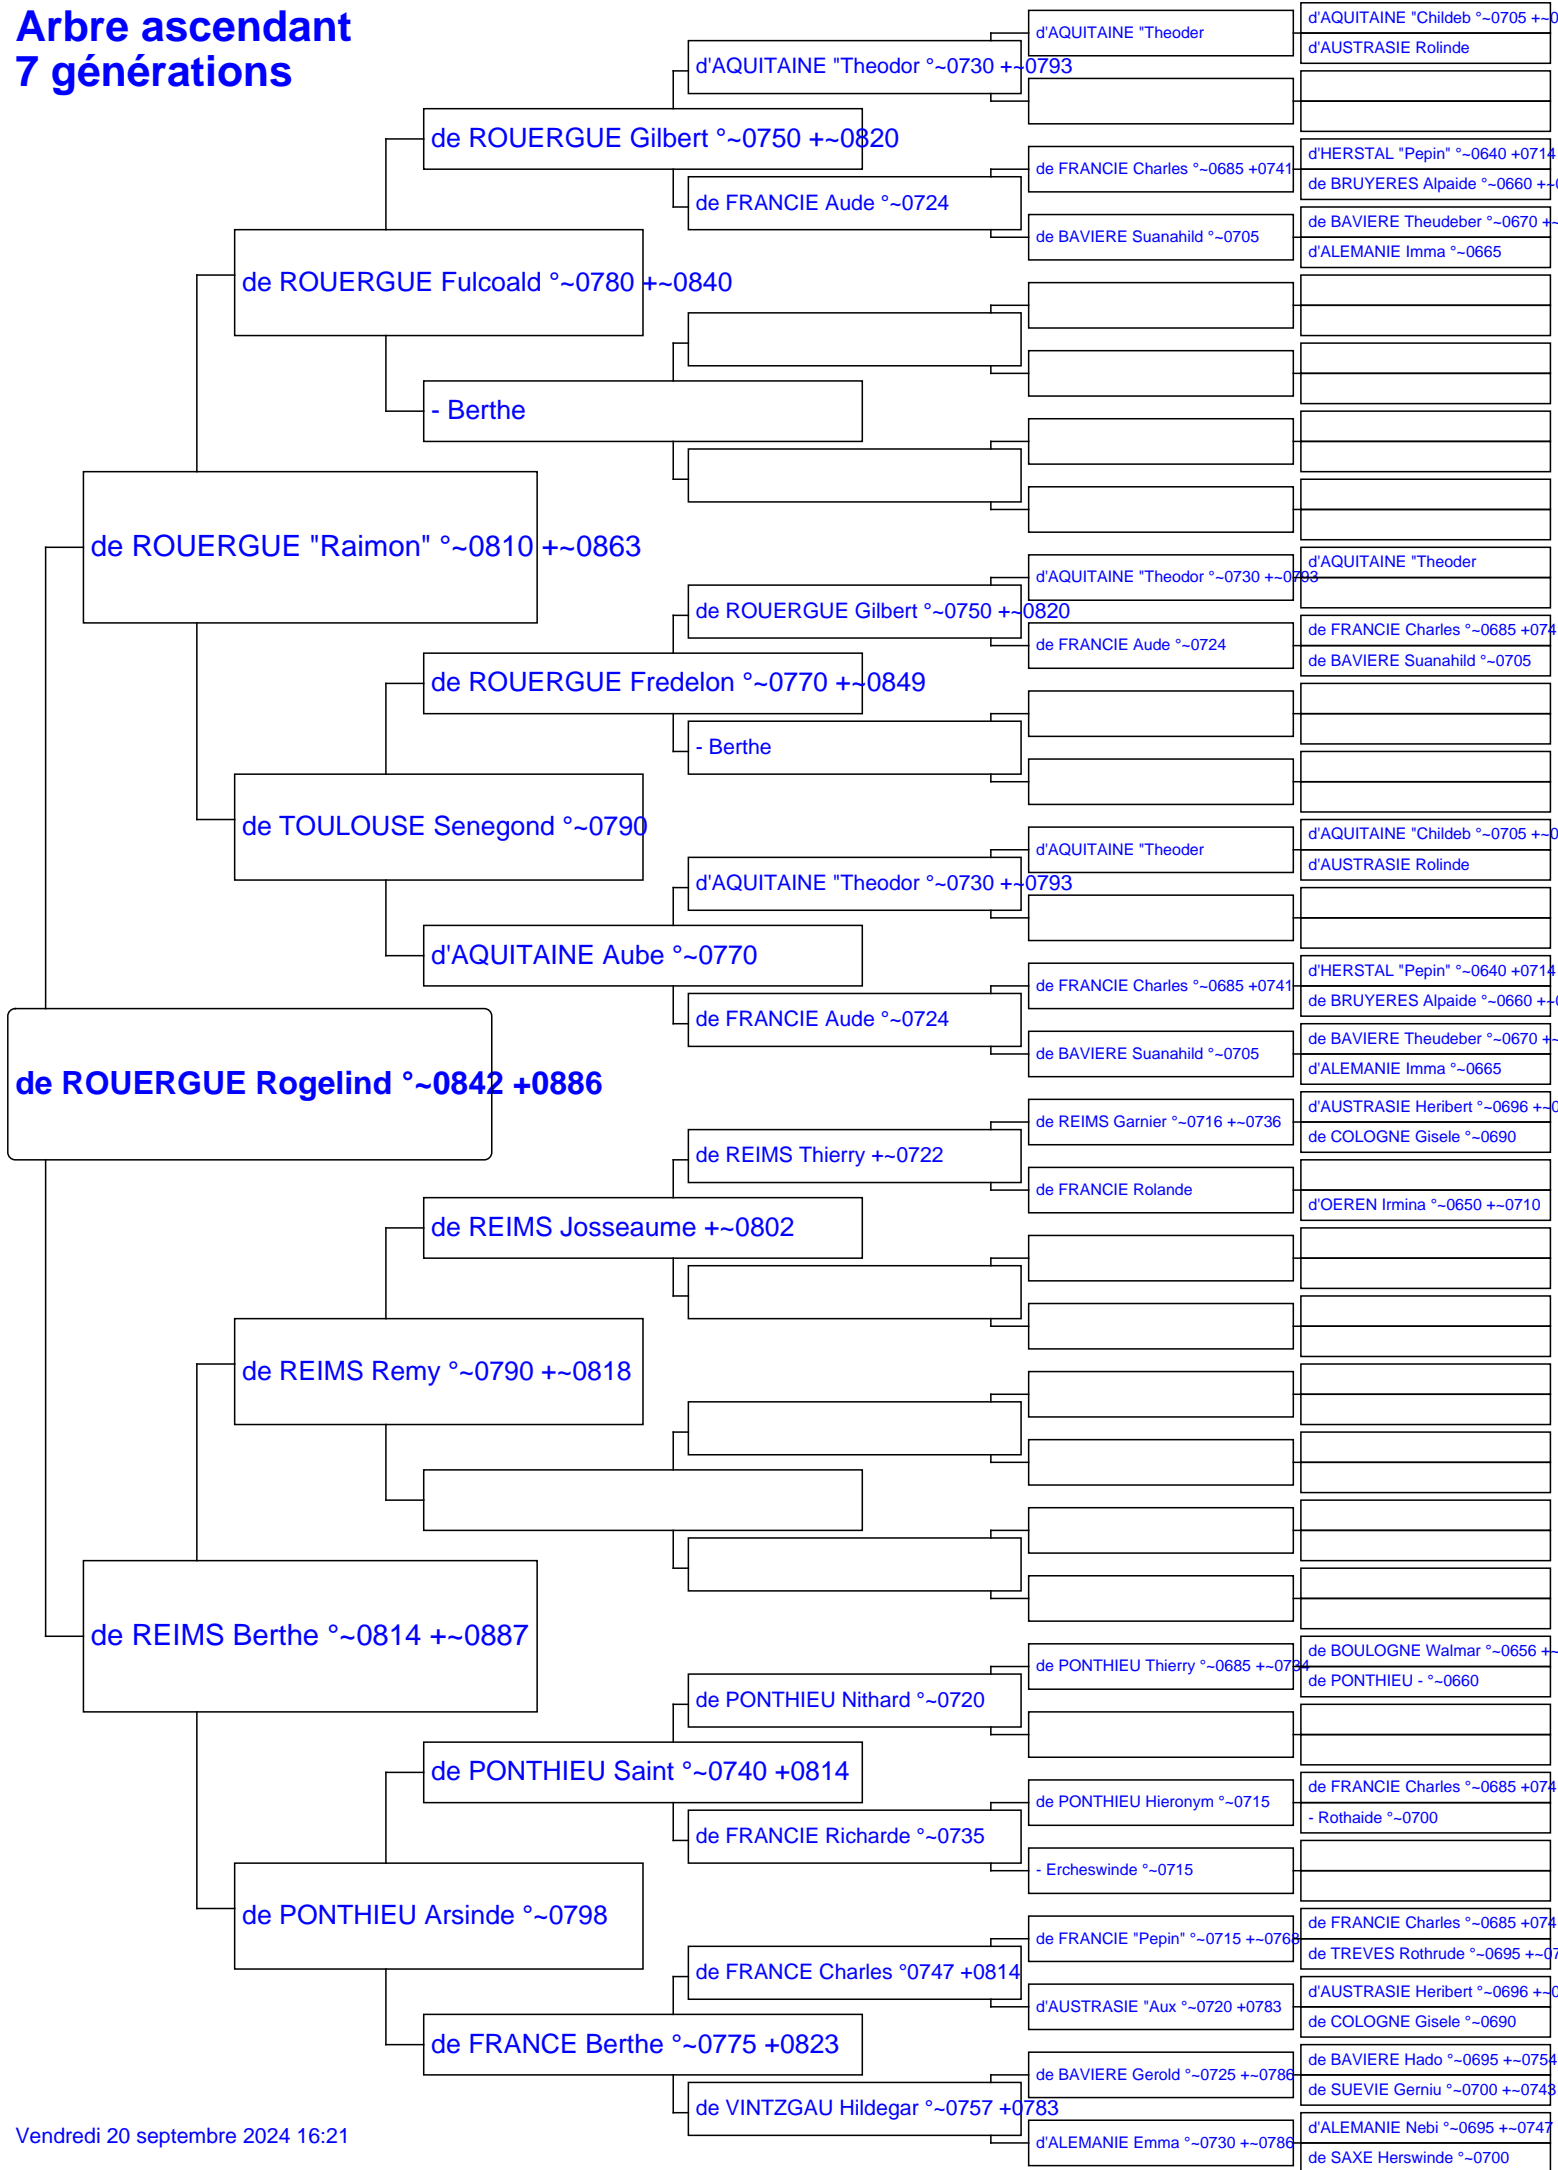 Arbre ascendant
7 générations
de ROUERGUE Rogelind °~0842 +0886
de ROUERGUE "Raimon" °~0810 +~0863
de REIMS Berthe °~0814 +~0887
de ROUERGUE Fulcoald °~0780 +~0840
de TOULOUSE Senegond °~0790
de REIMS Remy °~0790 +~0818
de PONTHIEU Arsinde °~0798
de ROUERGUE Gilbert °~0750 +~0820
- Berthe
de ROUERGUE Fredelon °~0770 +~0849
d'AQUITAINE Aube °~0770
de REIMS Josseaume +~0802
de PONTHIEU Saint °~0740 +0814
de FRANCE Berthe °~0775 +0823
d'AQUITAINE "Theodor °~0730 +~0793
de FRANCIE Aude °~0724
de ROUERGUE Gilbert °~0750 +~0820
- Berthe
d'AQUITAINE "Theodor °~0730 +~0793
de FRANCIE Aude °~0724
de REIMS Thierry +~0722
de PONTHIEU Nithard °~0720
de FRANCIE Richarde °~0735
de FRANCE Charles °0747 +0814
de VINTZGAU Hildegar °~0757 +0783
d'AQUITAINE "Theoder
de FRANCIE Charles °~0685 +0741
de BAVIERE Suanahild °~0705
d'AQUITAINE "Theodor °~0730 +~0793
de FRANCIE Aude °~0724
d'AQUITAINE "Theoder
de FRANCIE Charles °~0685 +0741
de BAVIERE Suanahild °~0705
de REIMS Garnier °~0716 +~0736
de FRANCIE Rolande
de PONTHIEU Thierry °~0685 +~0734
de PONTHIEU Hieronym °~0715
- Ercheswinde °~0715
de FRANCIE "Pepin" °~0715 +~0768
d'AUSTRASIE "Aux °~0720 +0783
de BAVIERE Gerold °~0725 +~0786
d'ALEMANIE Emma °~0730 +~0786
d'AQUITAINE "Childeb °~0705 +~0
d'AUSTRASIE Rolinde
d'HERSTAL "Pepin" °~0640 +0714
de BRUYERES Alpaide °~0660 +~0
de BAVIERE Theudeber °~0670 +~
d'ALEMANIE Imma °~0665
d'AQUITAINE "Theoder
de FRANCIE Charles °~0685 +074
de BAVIERE Suanahild °~0705
d'AQUITAINE "Childeb °~0705 +~0
d'AUSTRASIE Rolinde
d'HERSTAL "Pepin" °~0640 +0714
de BRUYERES Alpaide °~0660 +~0
de BAVIERE Theudeber °~0670 +~
d'ALEMANIE Imma °~0665
d'AUSTRASIE Heribert °~0696 +~0
de COLOGNE Gisele °~0690
d'OEREN Irmina °~0650 +~0710
de BOULOGNE Walmar °~0656 +~
de PONTHIEU - °~0660
de FRANCIE Charles °~0685 +074
- Rothaide °~0700
de FRANCIE Charles °~0685 +074
de TREVES Rothrude °~0695 +~07
d'AUSTRASIE Heribert °~0696 +~0
de COLOGNE Gisele °~0690
de BAVIERE Hado °~0695 +~0754
de SUEVIE Gerniu °~0700 +~0743
d'ALEMANIE Nebi °~0695 +~0747
de SAXE Herswinde °~0700
Vendredi 20 septembre 2024 16:21